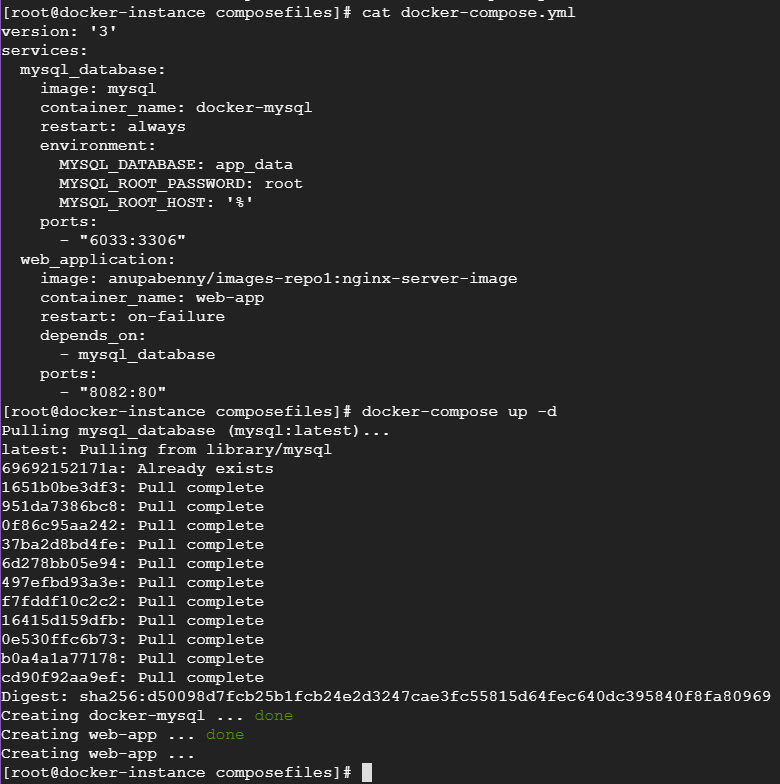 [root@docker-instance composefiles]# cat docker-compose.yml
version: '3'
services:
  mysql_database:
    image: mysql
    container_name: docker-mysql
    restart: always
    environment:
      MYSQL_DATABASE: app_data
      MYSQL_ROOT_PASSWORD: root
      MYSQL_ROOT_HOST: '%'
    ports:
      - "6033:3306"
  web_application:
    image: anupabenny/images-repo1:nginx-server-image
    container_name: web-app
    restart: on-failure
    depends_on:
      - mysql_database
    ports:
      - "8082:80"
[root@docker-instance composefiles]# docker-compose up -d
Pulling mysql_database (mysql:latest)...
latest: Pulling from library/mysql
69692152171a: Already exists
1651b0be3df3: Pull complete
951da7386bc8: Pull complete
0f86c95aa242: Pull complete
37ba2d8bd4fe: Pull complete
6d278bb05e94: Pull complete
497efbd93a3e: Pull complete
f7fddf10c2c2: Pull complete
16415d159dfb: Pull complete
0e530ffc6b73: Pull complete
b0a4a1a77178: Pull complete
cd90f92aa9ef: Pull complete
Digest: sha256:d50098d7fcb25b1fcb24e2d3247cae3fc55815d64fec640dc395840f8fa80969
Creating docker-mysql ... done
Creating web-app ... done
Creating web-app ...
[root@docker-instance composefiles]#